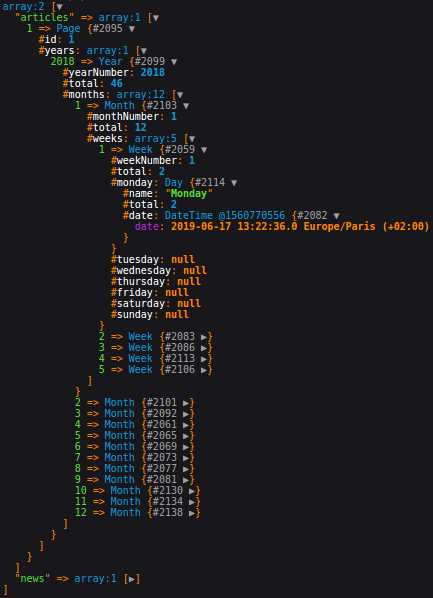 array:2 [▼
  "articles" => array:1 [▼
    1 => Page {#2095 ▼
      #id: 1
      #years: array:1 [▼
        2018 => Year {#2099 ▼
          #yearNumber: 2018
          #total: 46
          #months: array:12 [▼
            1 => Month {#2103 ▼
              #monthNumber: 1
              #total: 12
              #weeks: array:5 [▼
                1 => Week {#2059 ▼
                  #weekNumber: 1
                  #total: 2
                  #monday: Day {#2114 ▼
                    #name: "Monday"
                    #total: 2
                    #date: DateTime @1560770556 {#2082 ▼
                      date: 2019-06-17 13:22:36.0 Europe/Paris (+02:00)
                    }
                  }
                  #tuesday: null
                  #wednesday: null
                  #thursday: null
                  #friday: null
                  #saturday: null
                  #sunday: null
                }
                2 => Week {#2083 ▶}
                3 => Week {#2086 ▶}
                4 => Week {#2113 ▶}
                5 => Week {#2106 ▶}
              ]
            }
            2 => Month {#2101 ▶}
            3 => Month {#2092 ▶}
            4 => Month {#2061 ▶}
            5 => Month {#2065 ▶}
            6 => Month {#2069 ▶}
            7 => Month {#2073 ▶}
            8 => Month {#2077 ▶}
            9 => Month {#2081 ▶}
            10 => Month {#2130 ▶}
            11 => Month {#2134 ▶}
            12 => Month {#2138 ▶}
          ]
        }
      ]
    }
  ]
  "news" => array:1 [▶]
]